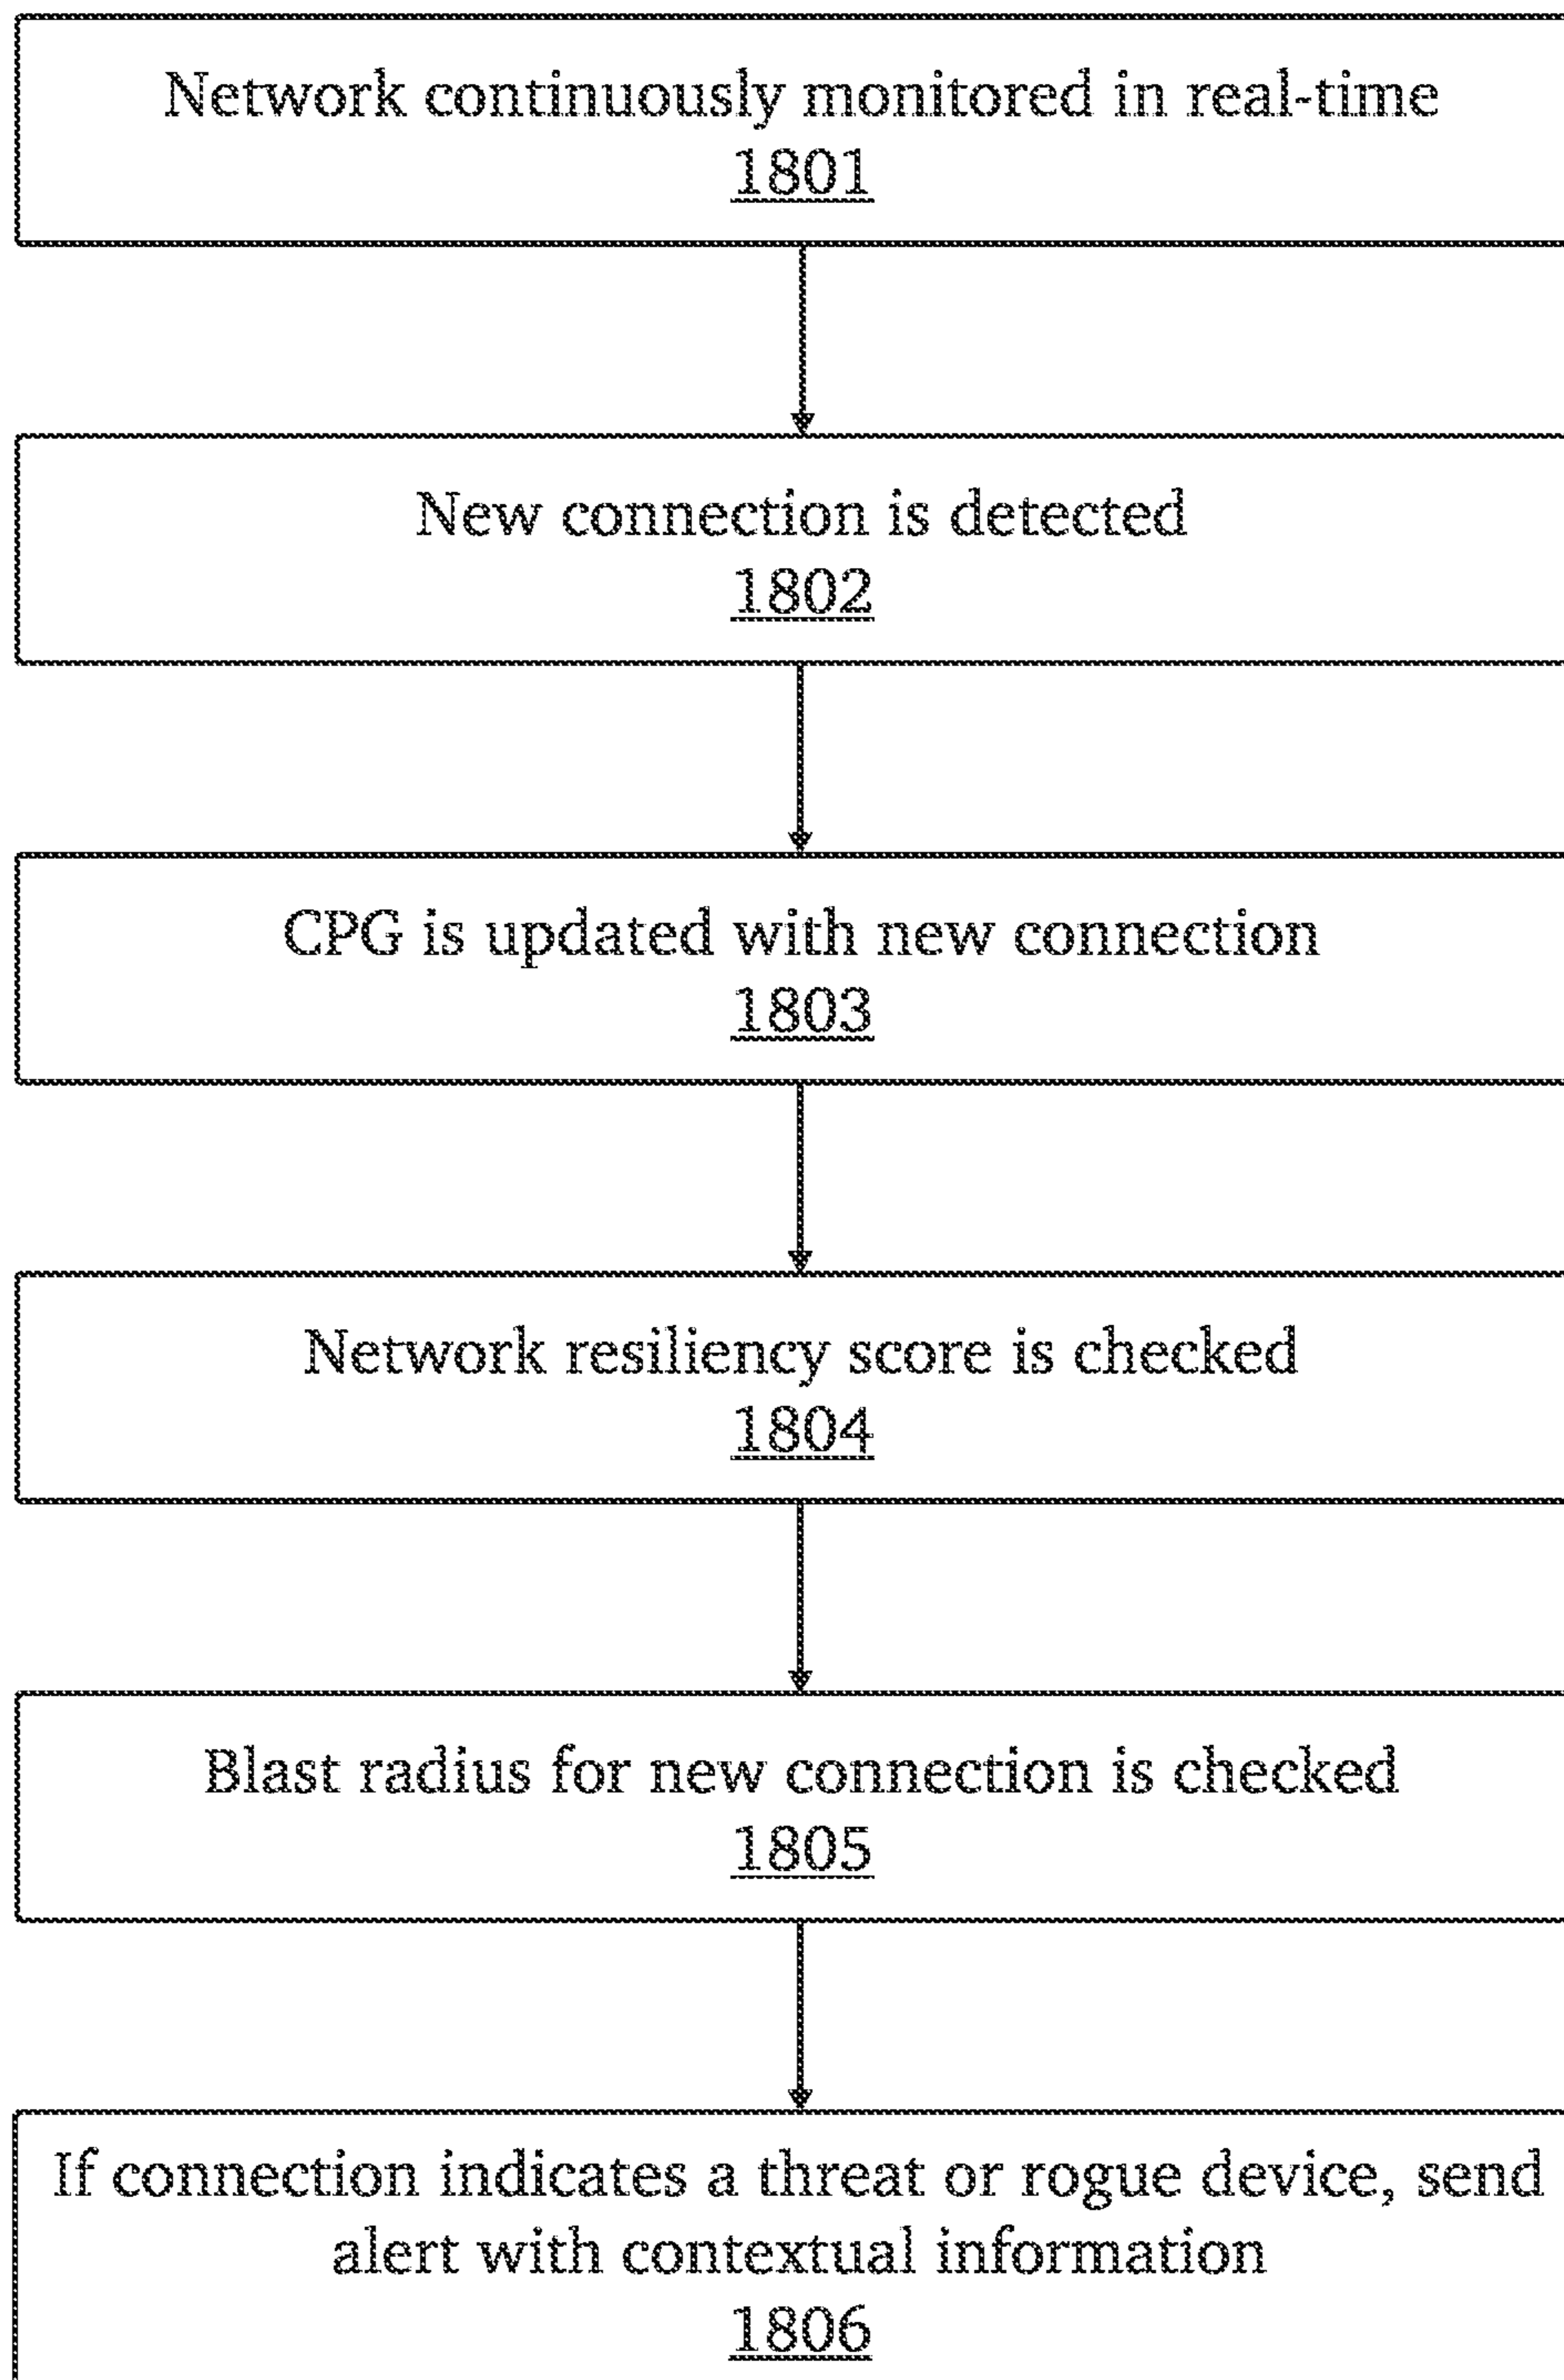 Network continuously monitored in real-time
1801
New connection is detected
1802
CPG is updated with new connection
1803
Network resiliency score is checked
1804
Blast radius for new connection is checked
1805
If connection indicates a threat or rogue device, send
alert with contextual information
1806